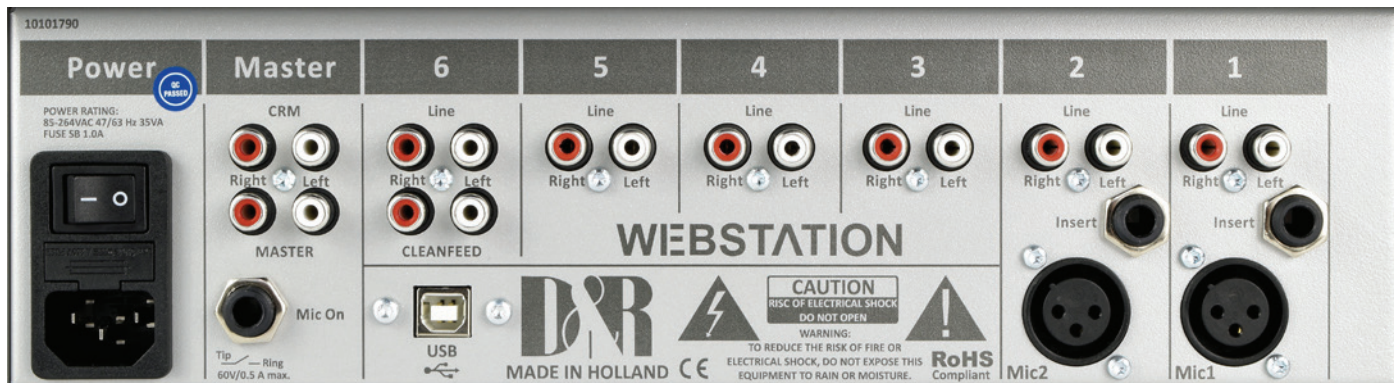 10101790
Power
QC
PASSED
Master
6
5
4
3
2
1
POWER RATING:
85-264VAC 47/63 Hz 35VA
FUSE SB 1.0A
CRM
Right Left
MASTER
Mic On
Tip Ring
60V/0.5 A max.
Line
Right Left
CLEANFEED
USB
Line
Right Left
Line
Right Left
Line
Right Left
WEBSTATION
D&R
MADE IN HOLLAND
CE
CAUTION
RISC OF ELECTRICAL SHOCK
DO NOT OPEN
WARNING:
TO REDUCE THE RISK OF FIRE OR
ELECTRICAL SHOCK, DO NOT EXPOSE THIS
EQUIPMENT TO RAIN OR MOISTURE.
RoHS
Compliant
Line
Right Left
Insert
Mic2
Line
Right Left
Insert
Mic1